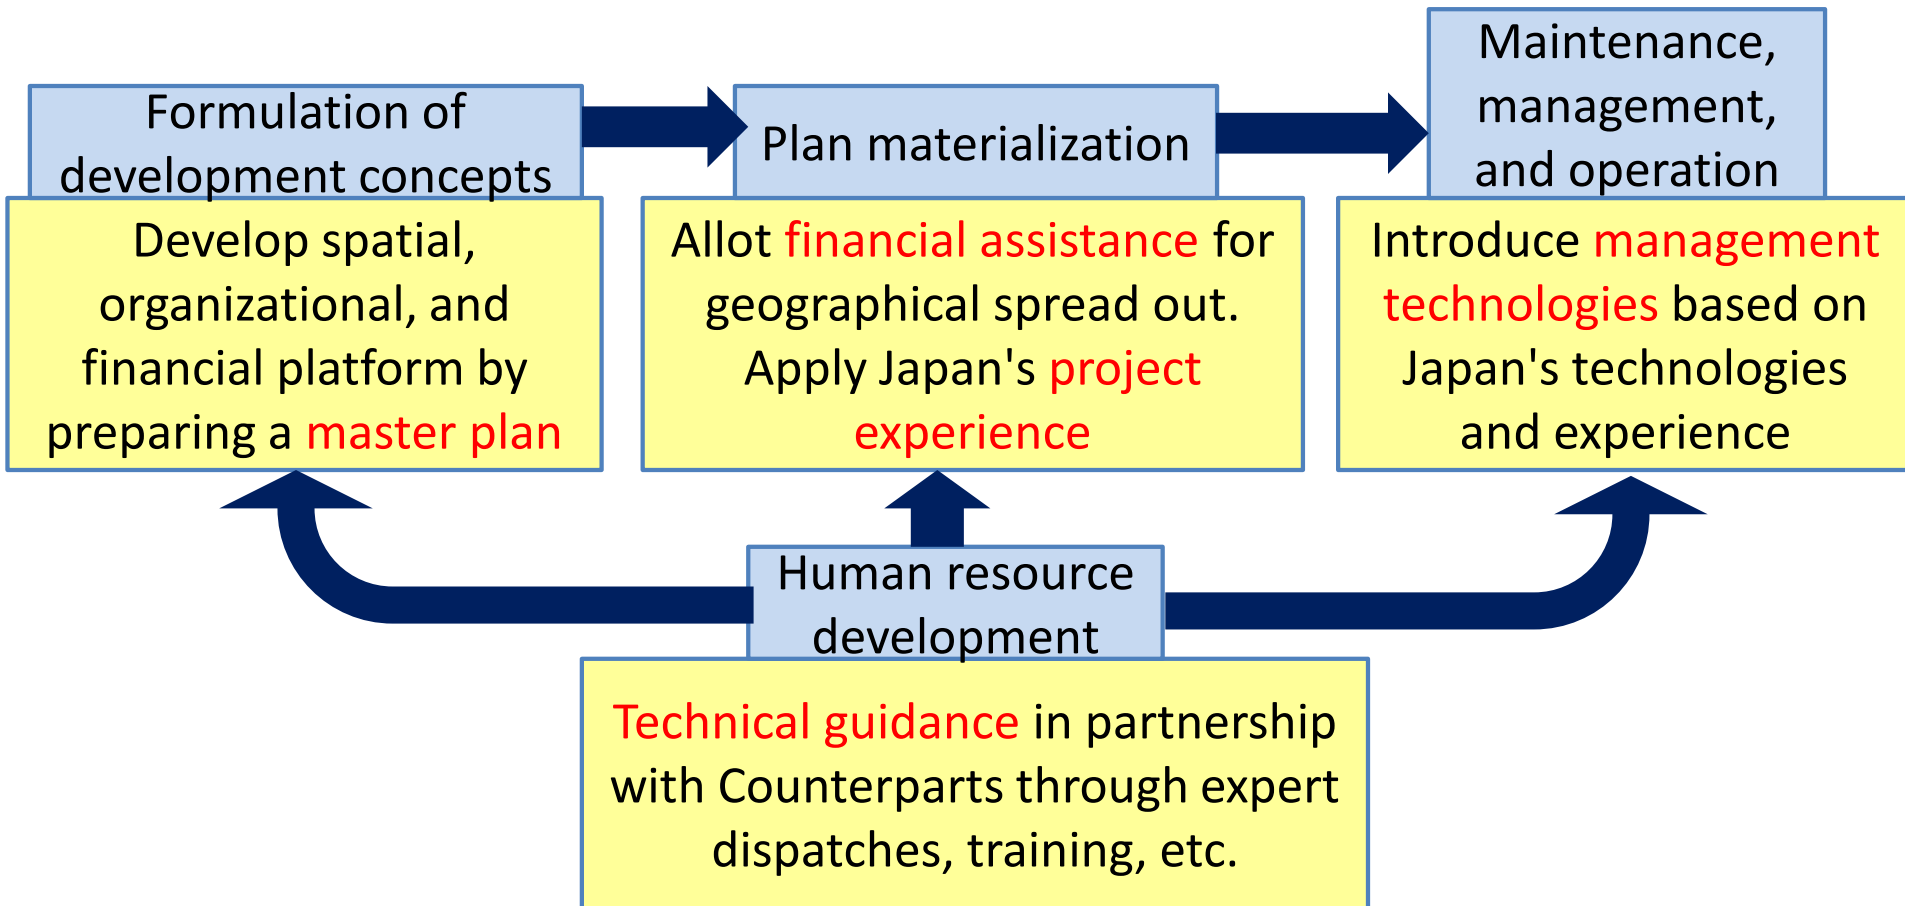 Formulation of
development concepts
Develop spatial,
organizational, and
financial platform by
preparing a master plan
Plan materialization
Allot financial assistance for
geographical spread out.
Apply Japan's project
experience
Maintenance,
management,
and operation
Introduce management
technologies based on
Japan's technologies
and experience
Human resource
development
Technical guidance in partnership
with Counterparts through expert
dispatches, training, etc.